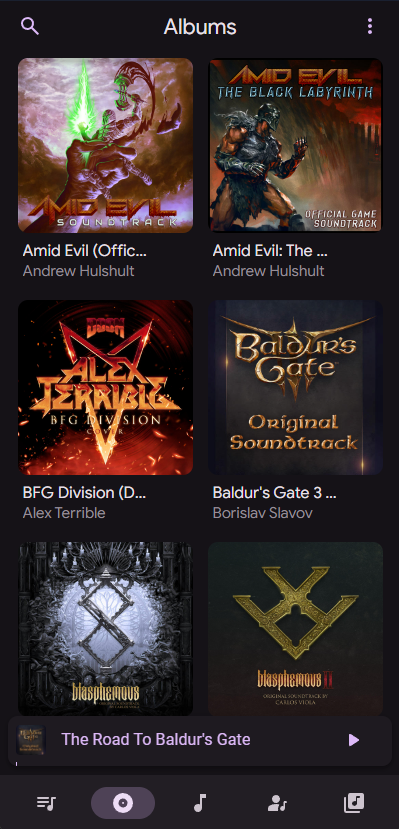 Albums
AMID EVIL
SOUNDTRACK
AMID EVIL
THE BLACK LABYRINTH
OFFICIAL GAME
SOUNDTRACK
Amid Evil (Offic...
Andrew Hulshult
Amid Evil: The ...
Andrew Hulshult
DOOM
ALEX
TERRIBLE
BFG DIVISION
COVER
Baldur's
Gate
Original
Soundtrack
BFG Division (D...
Alex Terrible
Baldur's Gate 3 ...
Borislav Slavov
blasphemous
blasphemous II
ORIGINAL SOUNDTRACK BY
CARLOS VIOLA
The Road To Baldur's Gate